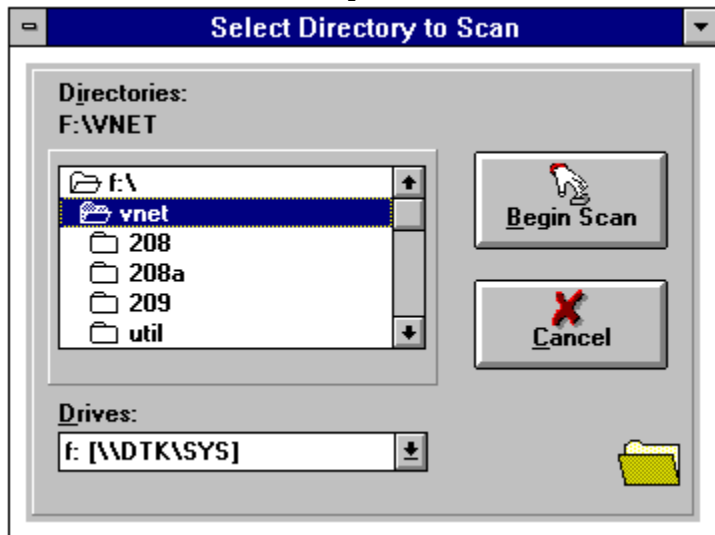 Select Directory to Scan
Directories:
F:\VNET
f:\
vnet
208
208a
209
util
Begin Scan
Cancel
Drives:
f: [\\DTK\SYS]